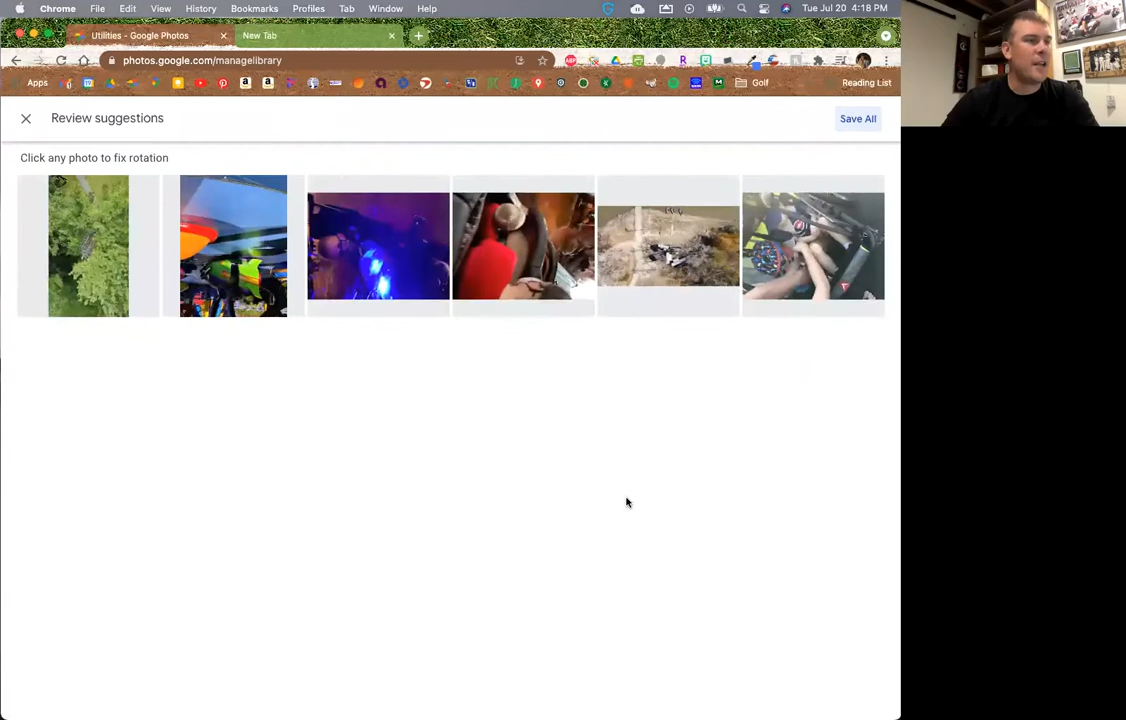 Chrome File Edit View History Bookmarks Profiles Tab Window Help Tue Jul 20 4:18 PM
Utilities - Google Photos New Tab
photos.google.com/managelibrary
Apps Golf Reading List
Review suggestions Save All
Click any photo to fix rotation